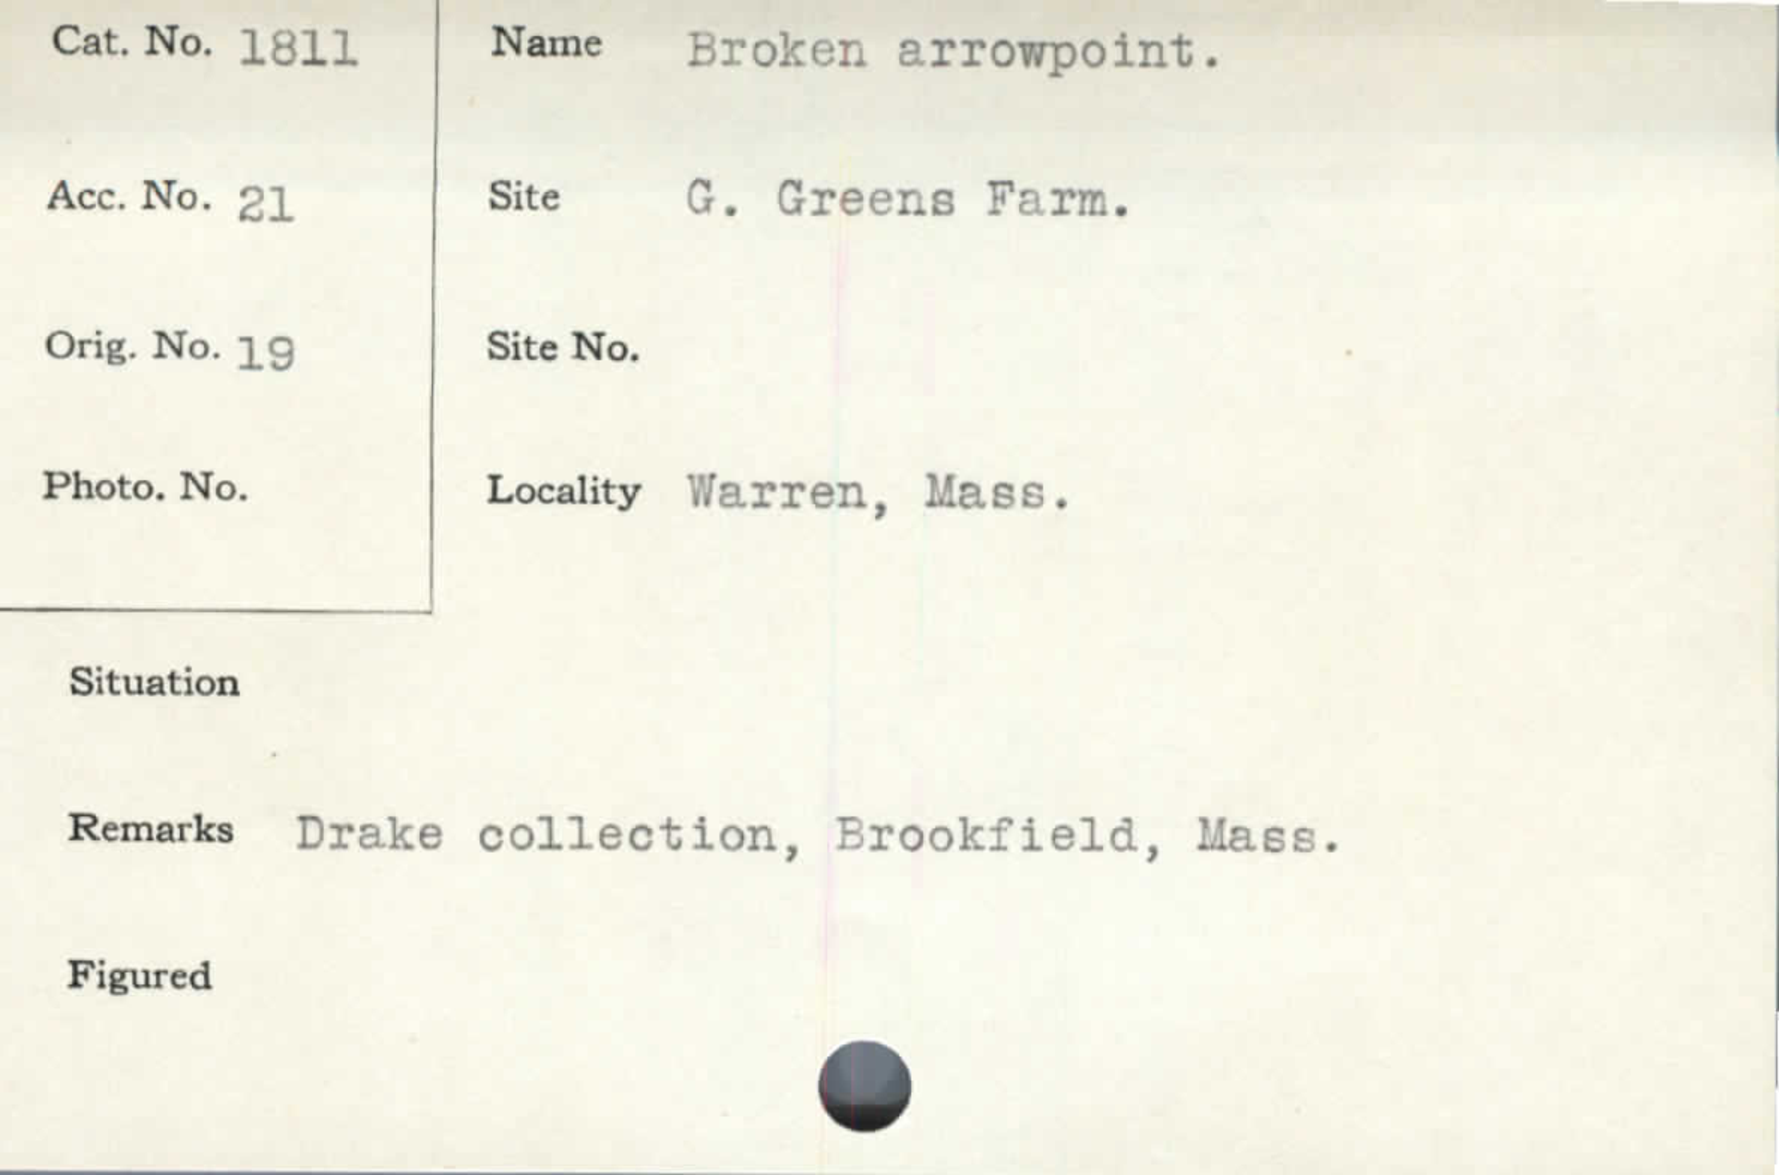 Cat. No. 1811
Name Broken arrowpoint.
Acc. No. 21
Site G. Greens Farm.
Orig. No. 19
Site No.
Photo. No.
Locality Warren, Mass.
Situation
Remarks Drake collection, Brookfield, Mass.
Figured